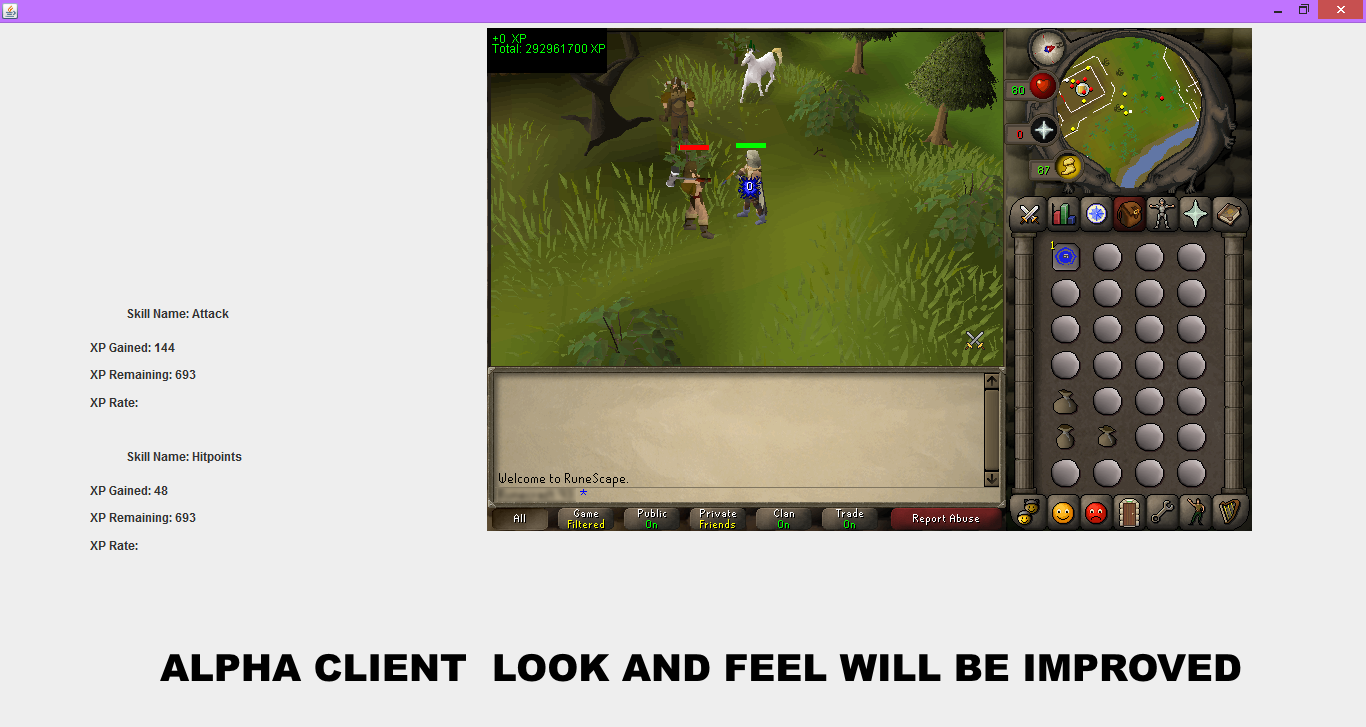 +0 XP
Total: 292961700 XP
80
0
0
87
1
Skill Name: Attack
XP Gained: 144
XP Remaining: 693
XP Rate:
Skill Name: Hitpoints
XP Gained: 48
XP Remaining: 693
XP Rate:
Welcome to RuneScape.
*
All
Game
Filtered
Public
On
Private
Friends
Clan
On
Trade
On
Report Abuse
ALPHA CLIENT LOOK AND FEEL WILL BE IMPROVED